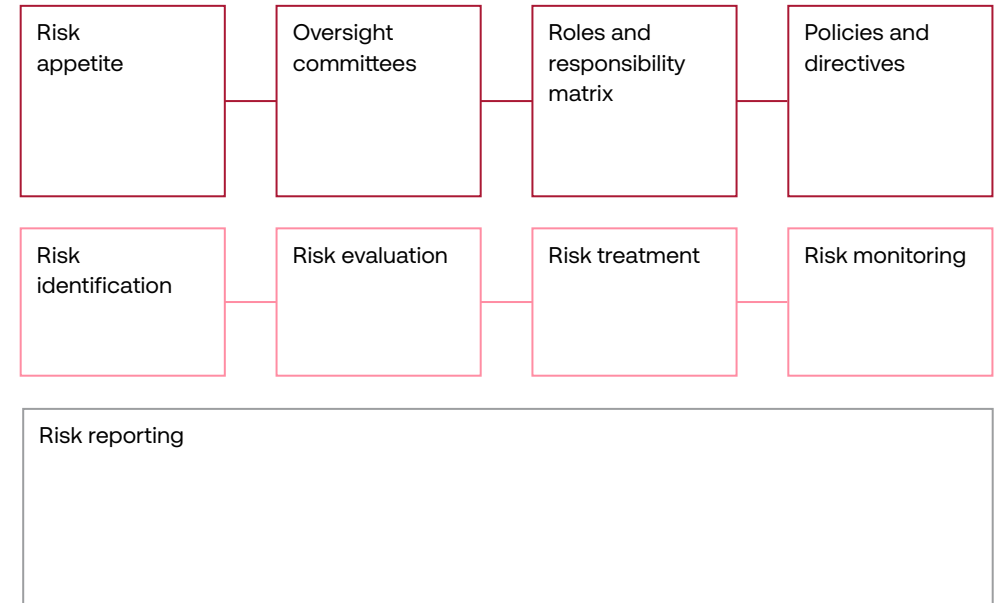 Risk
appetite
Oversight
committees
Roles and
responsibility
matrix
Policies and
directives
Risk
identification
Risk evaluation
Risk treatment
Risk monitoring
Risk reporting